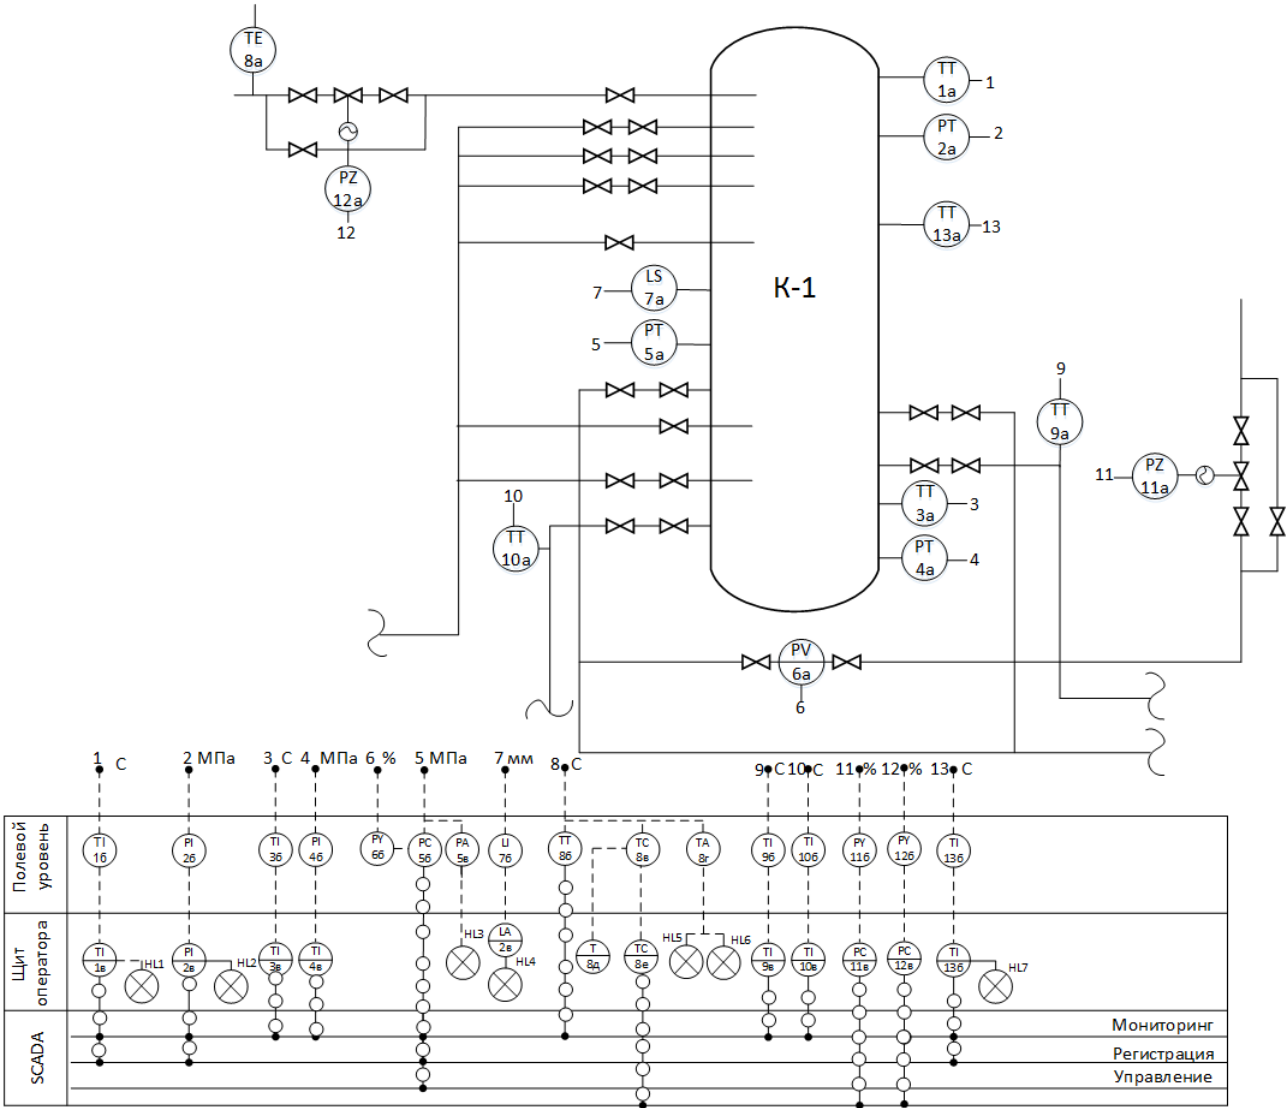 TE
8а
TT
1а
1
PT
2а
2
PZ
12а
12
TT
13а
13
LS
7а
7
К-1
PT
5а
5
9
TT
9а
11
PZ
11а
10
TT
10а
TT
3а
3
PT
4а
4
PV
6а
6
1 С
2 МПа
3 С
4 МПа
6 %
5 МПа
7 мм
8 С
9 С
10 С
11 %
12 %
13 С
Полевой уровень
TI
1б
PI
2б
TI
3б
PI
4б
PY
6б
PC
5б
PA
5в
LI
7б
TT
8б
TC
8в
TA
8г
TI
9б
TI
10б
PY
11б
PY
12б
TI
13б
Щит оператора
TI
1в
HL1
PI
2в
HL2
TI
3в
TI
4в
HL3
LA
2в
HL4
T
8д
TC
8е
HL5
HL6
TI
9в
TI
10в
PC
11в
PC
12в
TI
13б
HL7
SCADA
Мониторинг
Регистрация
Управление